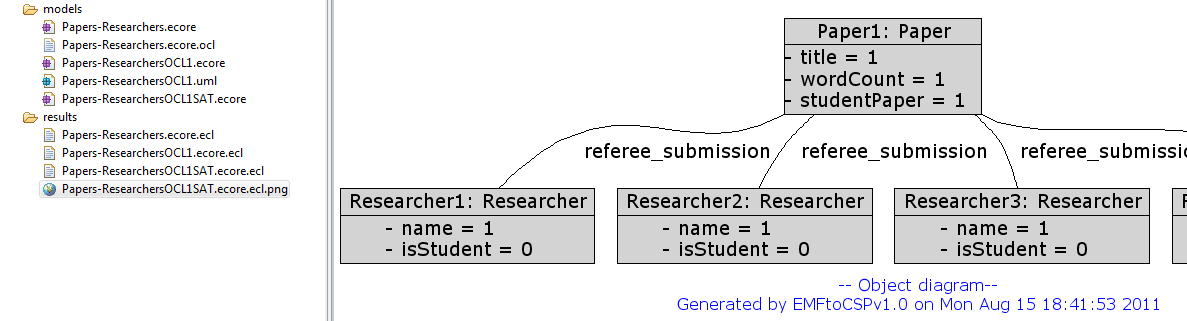 models
Papers-Researchers.ecore
Papers-Researchers.ecore.ocl
Papers-ResearchersOCL1.ecore
Papers-ResearchersOCL1.uml
Papers-ResearchersOCL1SAT.ecore
results
Papers-Researchers.ecore.ecl
Papers-ResearchersOCL1.ecore.ecl
Papers-ResearchersOCL1SAT.ecore.ecl
Papers-ResearchersOCL1SAT.ecore.ecl.png
Paper1: Paper
- title = 1
- wordCount = 1
- studentPaper = 1
referee_submission
referee_submission
Researcher1: Researcher
- name = 1
- isStudent = 0
Researcher2: Researcher
- name = 1
- isStudent = 0
Researcher3: Researcher
- name = 1
- isStudent = 0
-- Object diagram--
Generated by EMFtoCSPv1.0 on Mon Aug 15 18:41:53 2011